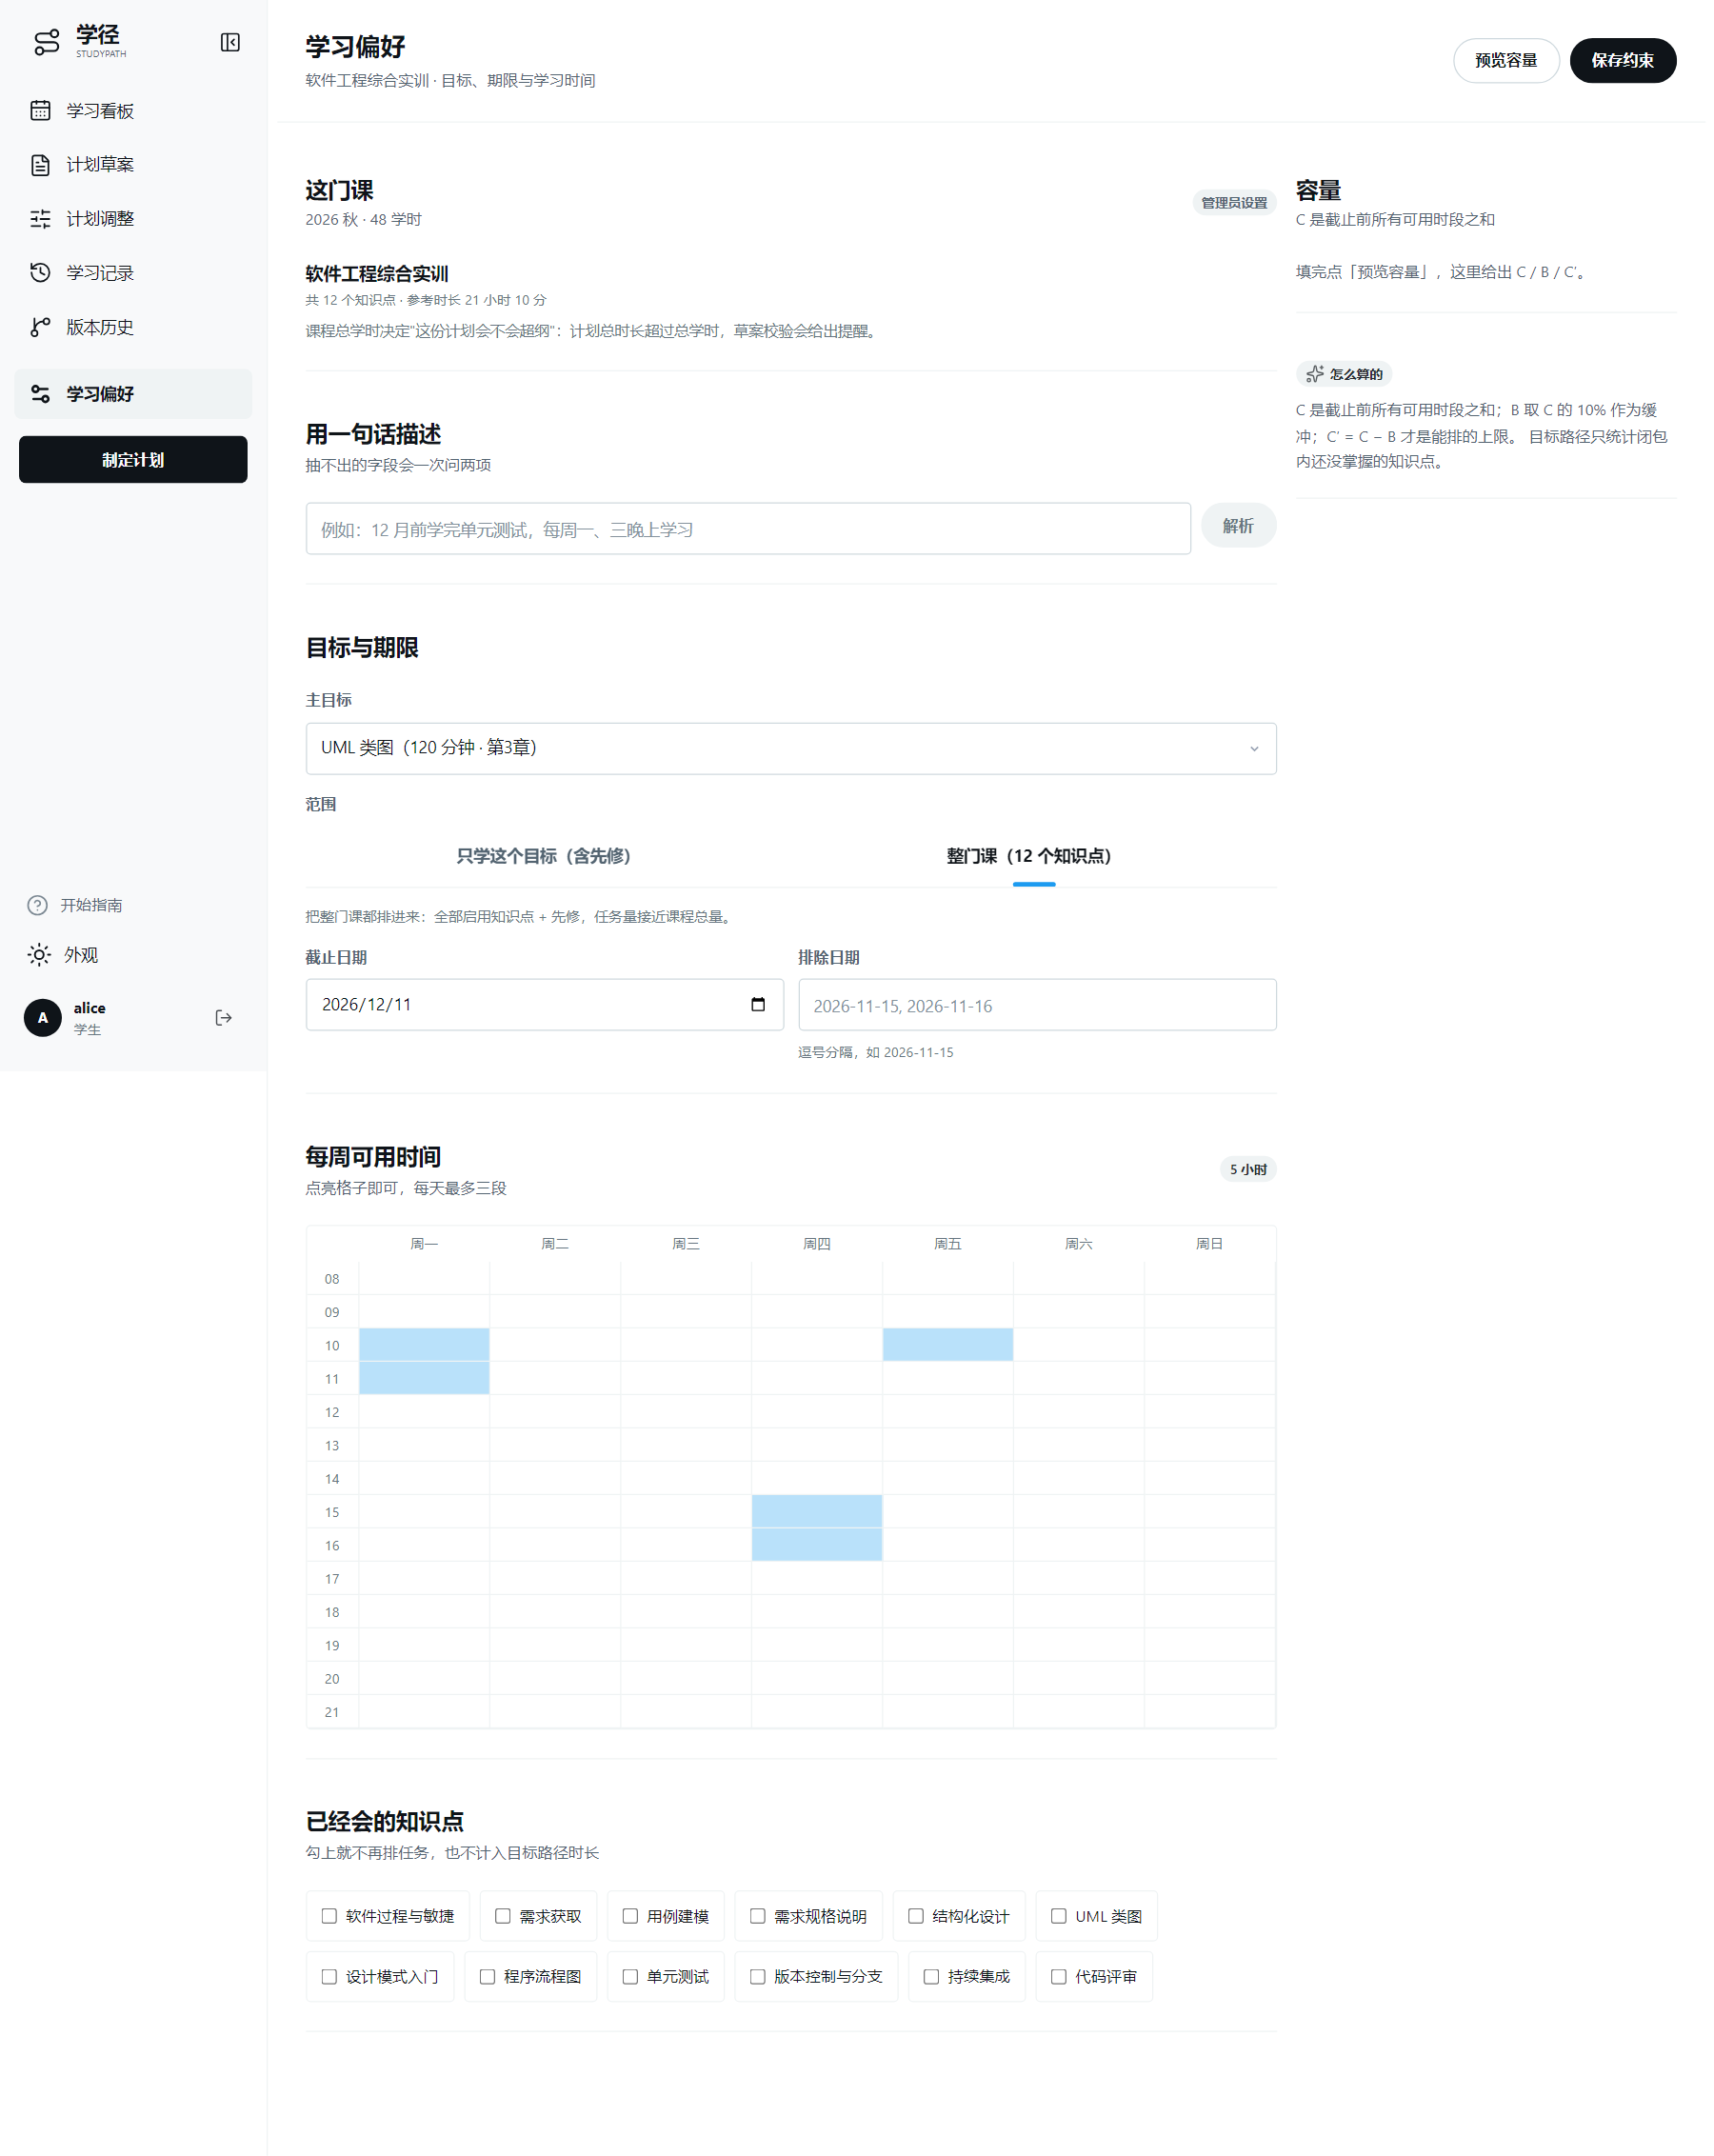 学径
STUDYPATH
学习看板
计划草案
计划调整
学习记录
版本历史
学习偏好
制定计划
开始指南
外观
A
alice
学生
学习偏好
软件工程综合实训 · 目标、期限与学习时间
预览容量
保存约束
这门课
2026 秋 · 48 学时
管理员设置
软件工程综合实训
共 12 个知识点 · 参考时长 21 小时 10 分
课程总学时决定"这份计划会不会超纲"：计划总时长超过总学时，草案校验会给出提醒。
用一句话描述
抽不出的字段会一次问两项
例如：12 月前学完单元测试，每周一、三晚上学习
解析
目标与期限
主目标
UML 类图（120 分钟 · 第3章）
范围
只学这个目标（含先修）
整门课（12 个知识点）
把整门课都排进来：全部启用知识点 + 先修，任务量接近课程总量。
截止日期
2026/12/11
排除日期
2026-11-15, 2026-11-16
逗号分隔，如 2026-11-15
每周可用时间
点亮格子即可，每天最多三段
5 小时
周一 周二 周三 周四 周五 周六 周日
08
09
10
11
12
13
14
15
16
17
18
19
20
21
已经会的知识点
勾上就不再排任务，也不计入目标路径时长
软件过程与敏捷 需求获取 用例建模 需求规格说明 结构化设计 UML 类图
设计模式入门 程序流程图 单元测试 版本控制与分支 持续集成 代码评审
容量
C 是截止前所有可用时段之和
填完点「预览容量」，这里给出 C / B / C′。
怎么算的
C 是截止前所有可用时段之和；B 取 C 的 10% 作为缓
冲；C′ = C − B 才是能排的上限。 目标路径只统计闭包
内还没掌握的知识点。